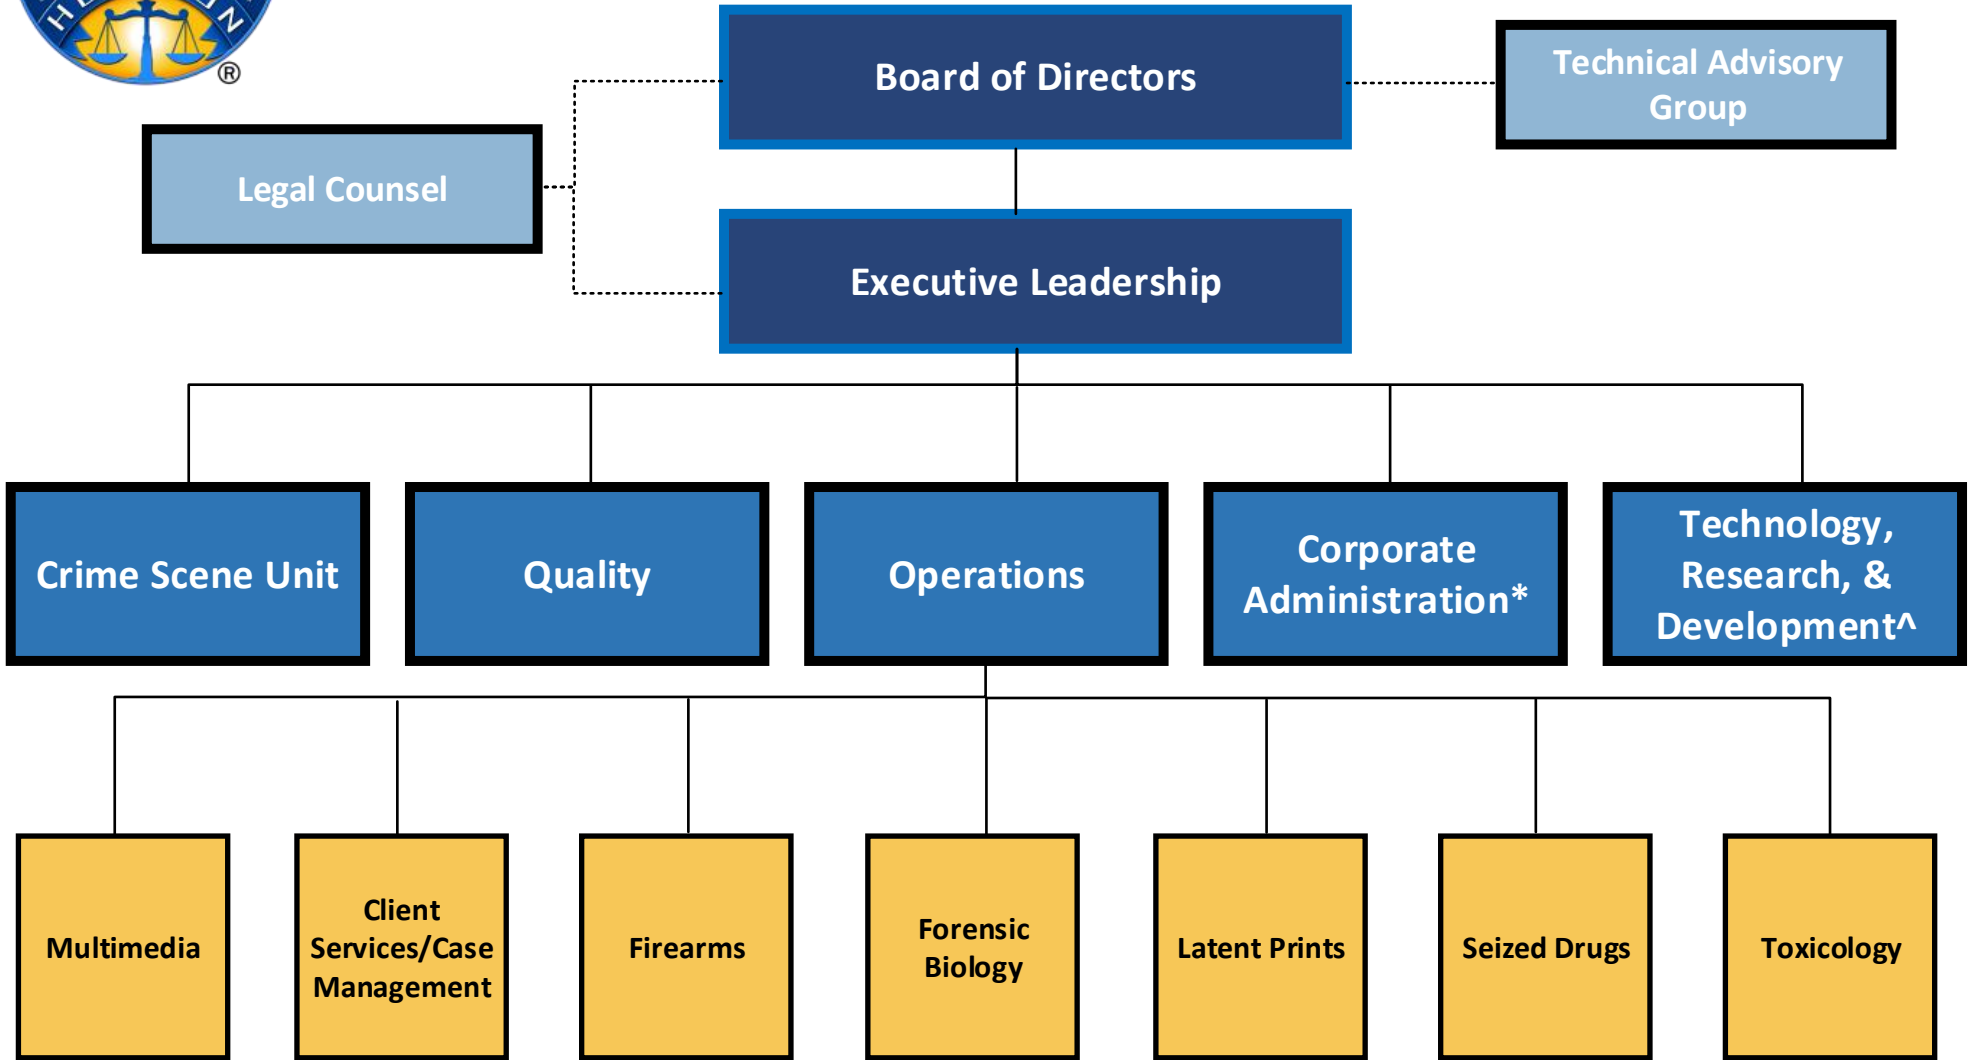 ®
Board of Directors
Technical Advisory
Group
Legal Counsel
Executive Leadership
Crime Scene Unit
Quality
Operations
Corporate
Administration*
Technology,
Research, &
Development^
Multimedia
Client
Services/Case
Management
Firearms
Forensic
Biology
Latent Prints
Seized Drugs
Toxicology